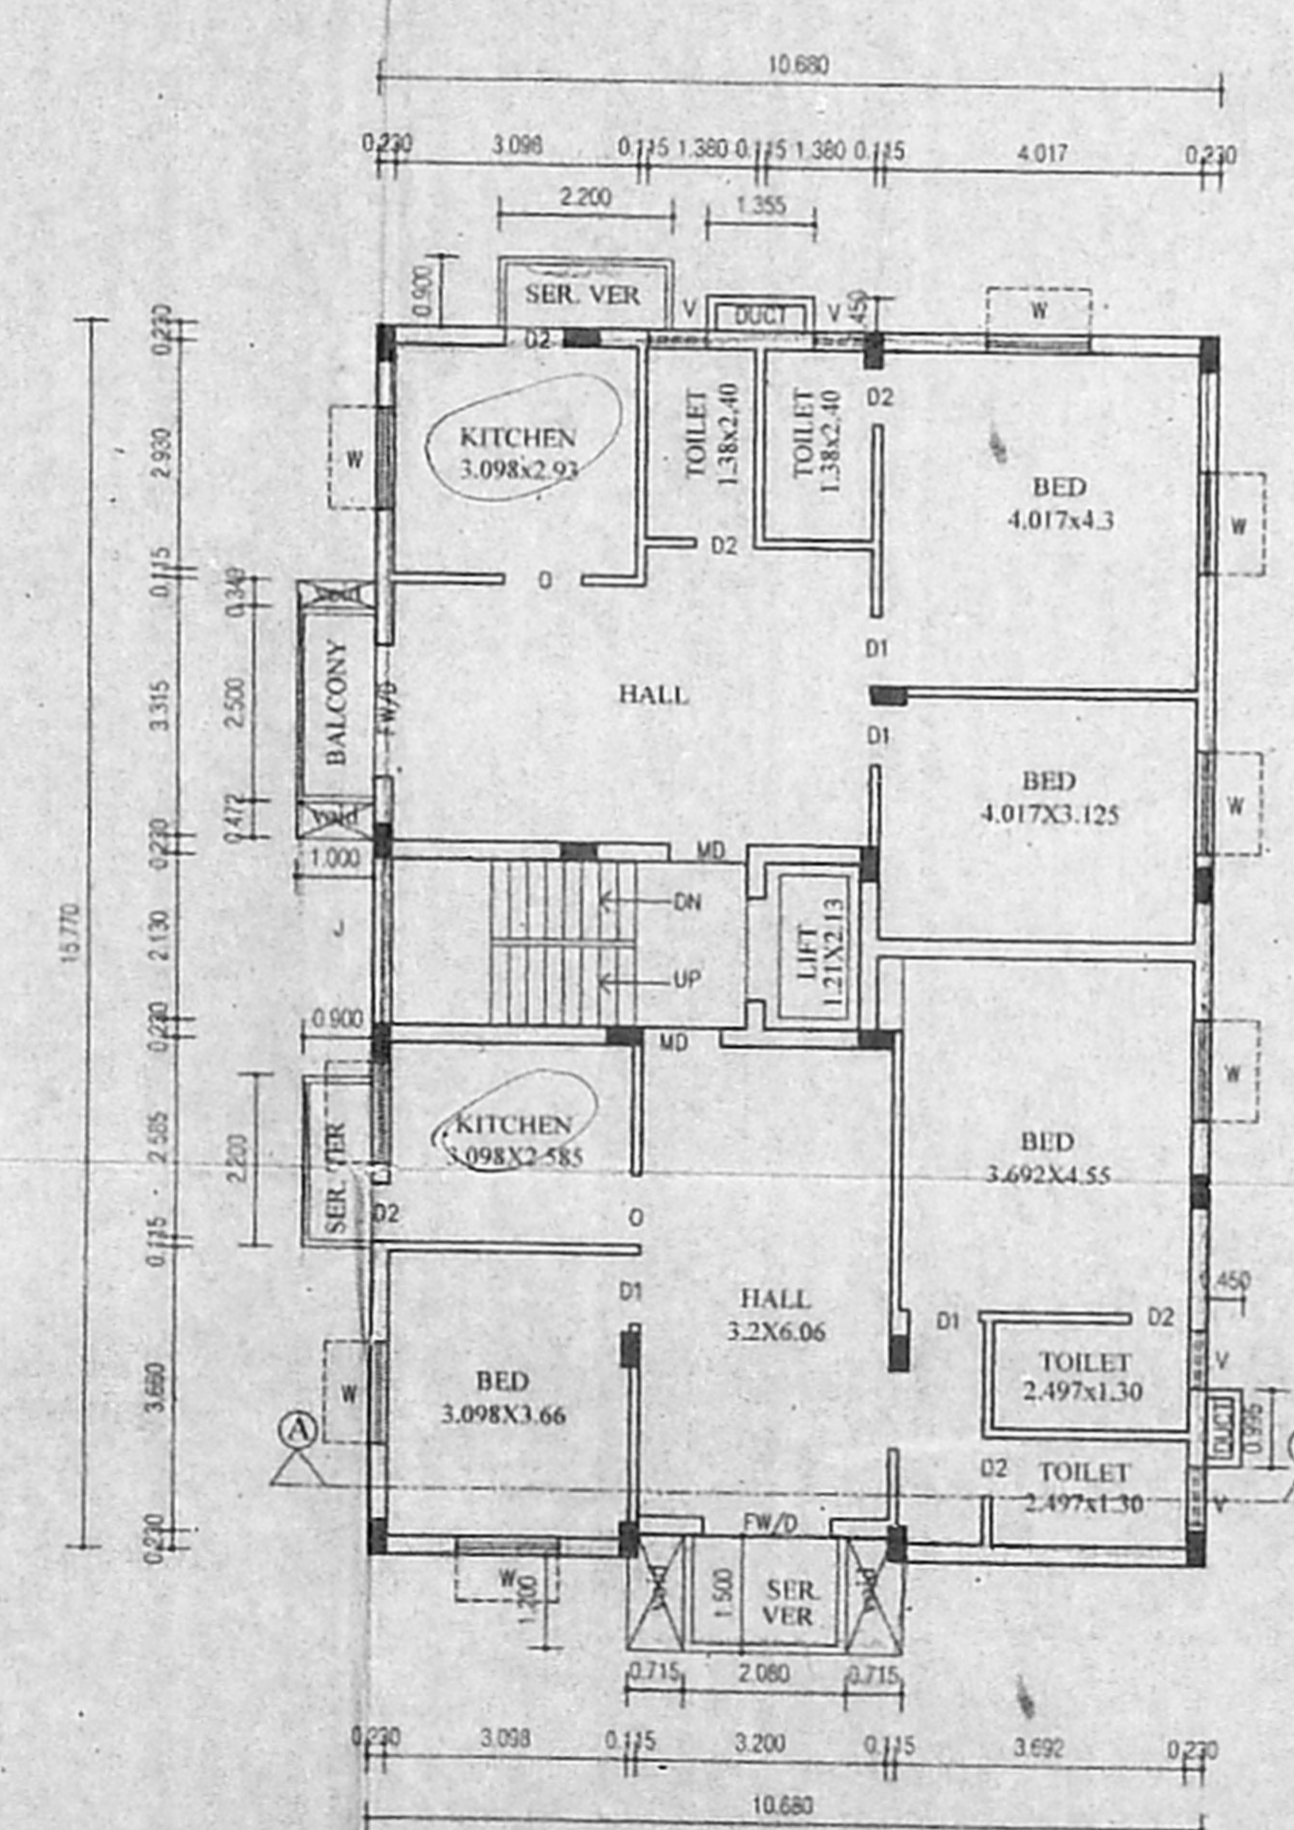 10.680
0.230 3.098 0.115 1.380 0.115 1.380 0.115 4.017 0.230
2.200 1.355
0.900
SER. VER
V
DUCT
V
.450
W
0.230
D2
D2
KITCHEN
3.098x2.93
TOILET
1.38x2.40
TOILET
1.38x2.40
BED
4.017x4.3
W
W
2.930
D2
O
0.115
0.349
void
BALCONY
FW/D
HALL
D1
D1
2.500
3.315
BED
4.017X3.125
W
void
0.472
0.230
1.000
MD
DN
UP
LIFT
1.21X2.13
15.770
2.130
0.900
0.230
MD
W
KITCHEN
3.098X2.585
SER. VER
D2
O
2.200
2.585
0.115
BED
3.692X4.55
D1
HALL
3.2X6.06
0.450
D1
D2
TOILET
2.497x1.30
V
DUCT
0.995
BED
3.098X3.66
W
3.660
A
D2
TOILET
2.497x1.30
V
0.230
FW/D
W
1.200
void
1.500
SER.
VER
void
0.715 2.080 0.715
0.230 3.098 0.115 3.200 0.115 3.692 0.230
10.680